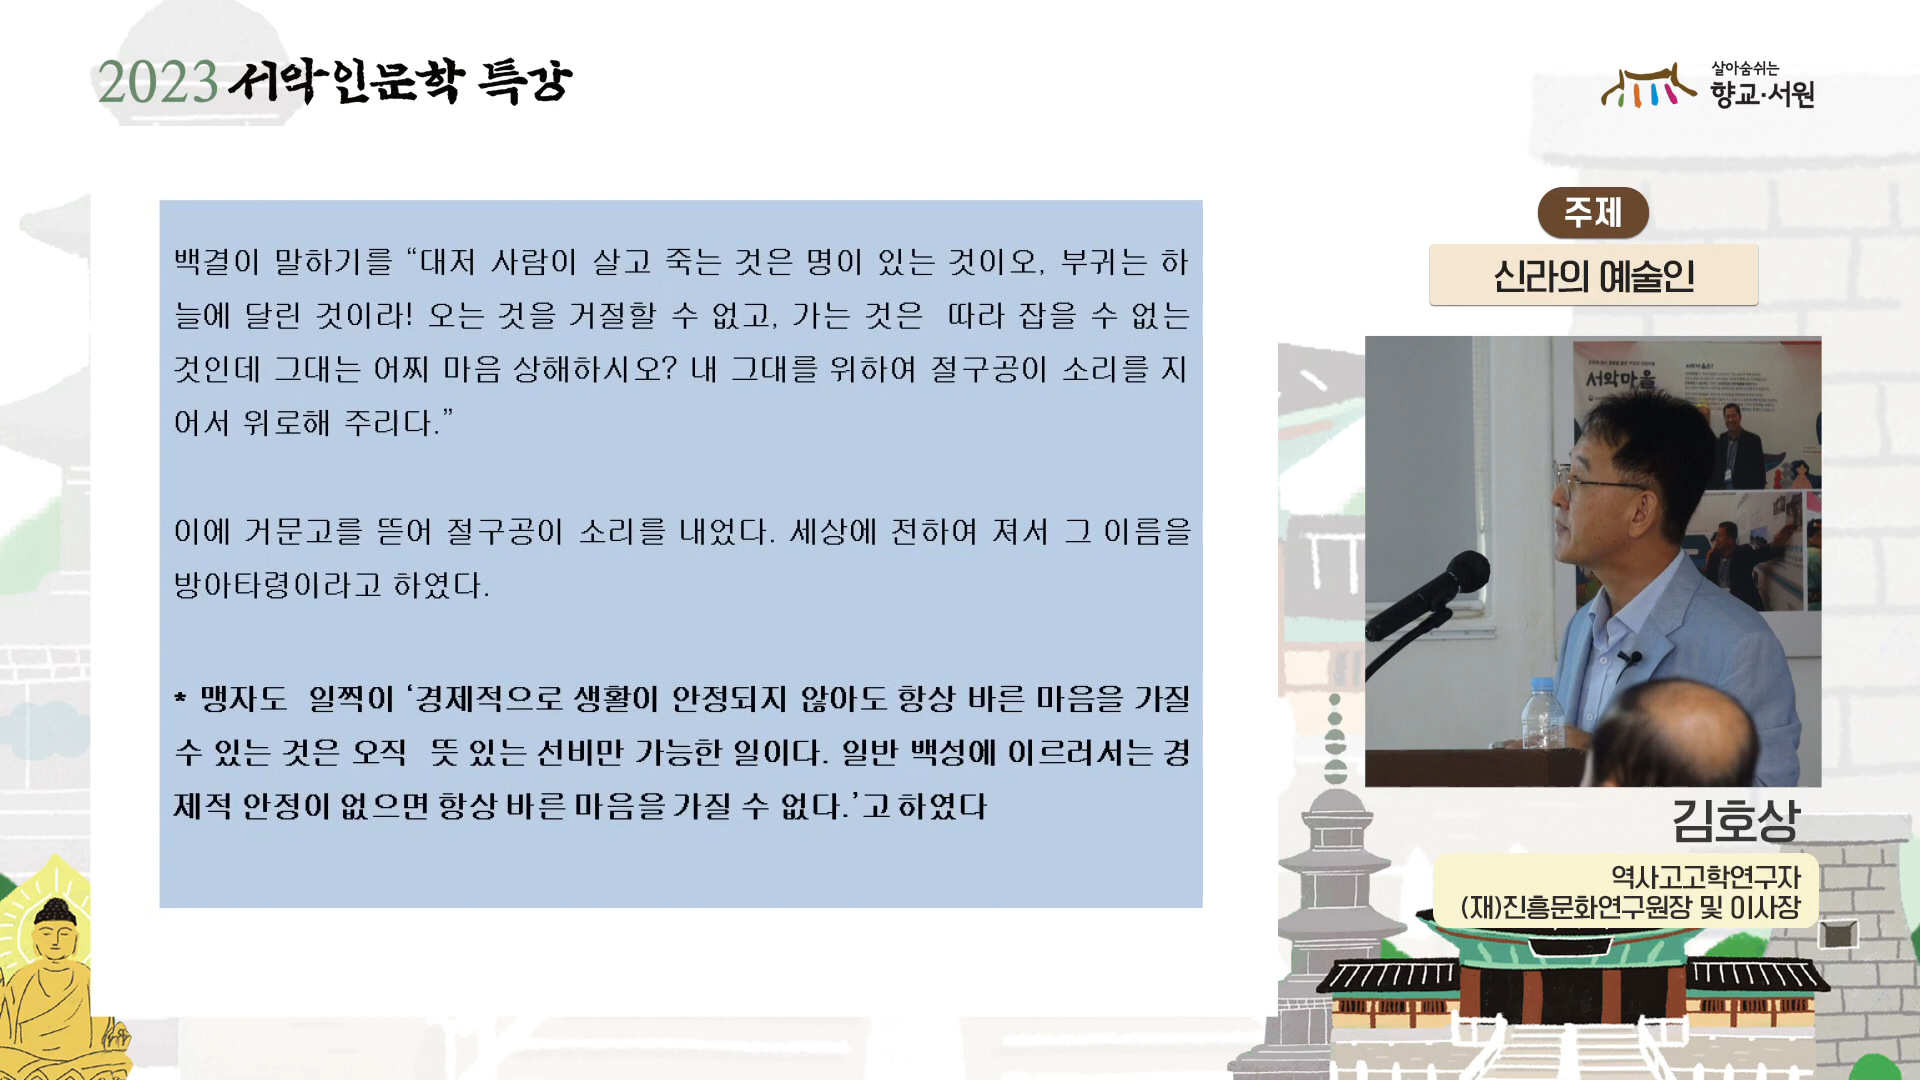 2023 서악인문학 특강
살아숨쉬는
향교·서원
백결이 말하기를 “대저 사람이 살고 죽는 것은 명이 있는 것이오, 부귀는 하
늘에 달린 것이라! 오는 것을 거절할 수 없고, 가는 것은 따라 잡을 수 없는
것인데 그대는 어찌 마음 상해하시오? 내 그대를 위하여 절구공이 소리를 지
어서 위로해 주리다.”
이에 거문고를 뜯어 절구공이 소리를 내었다. 세상에 전하여 져서 그 이름을
방아타령이라고 하였다.
* 맹자도 일찍이 ‘경제적으로 생활이 안정되지 않아도 항상 바른 마음을 가질
수 있는 것은 오직 뜻 있는 선비만 가능한 일이다. 일반 백성에 이르러서는 경
제적 안정이 없으면 항상 바른 마음을 가질 수 없다.’고 하였다
주제
신라의 예술인
서악마을
김호상
역사고고학연구자
(재)진흥문화연구원장 및 이사장